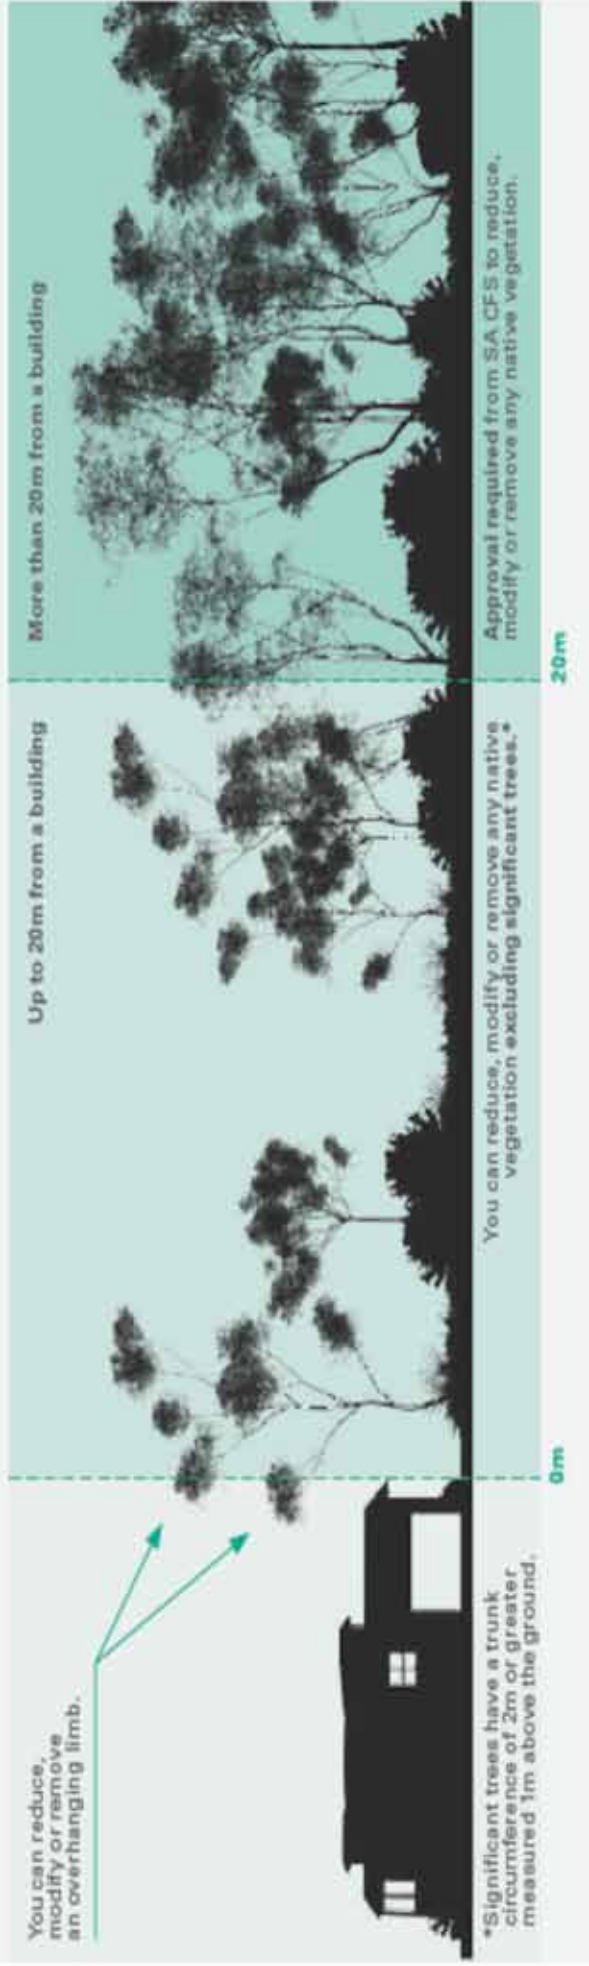 You can reduce,
modify or remove
an overhanging limb.
Up to 20m from a building
More than 20m from a building
*Significant trees have a trunk
circumference of 2m or greater
measured 1m above the ground.
You can reduce, modify or remove any native
vegetation excluding significant trees.*
Approval required from SA CFS to reduce,
modify or remove any native vegetation.
0m
20m